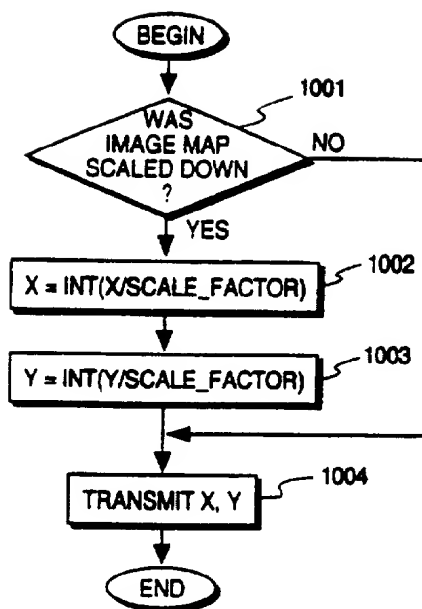 BEGIN
1001
WAS
IMAGE MAP
SCALED DOWN
?
NO
YES
1002
X = INT(X/SCALE_FACTOR)
1003
Y = INT(Y/SCALE_FACTOR)
1004
TRANSMIT X, Y
END